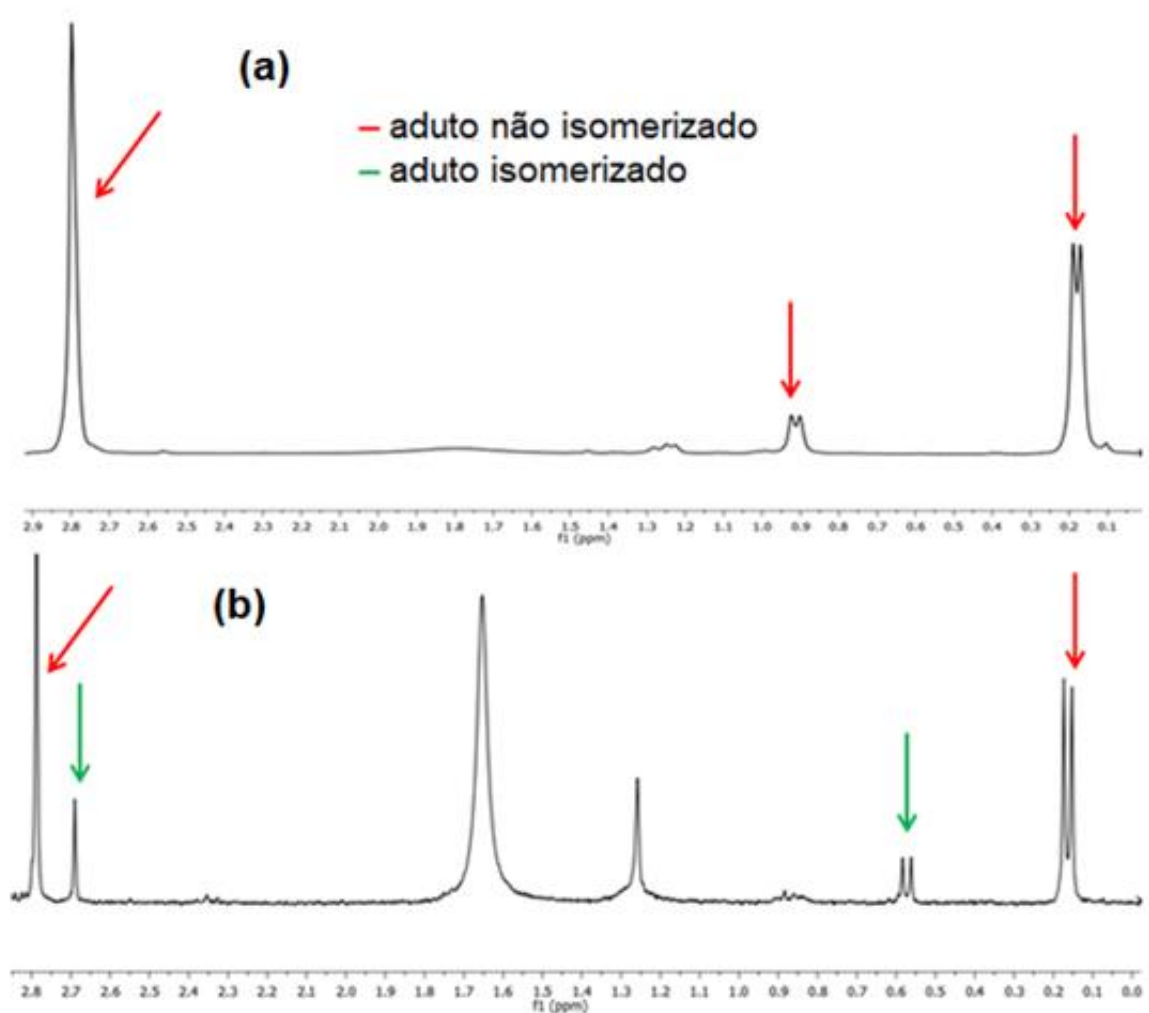 (a)
– aduto não isomerizado
– aduto isomerizado
2.9 2.8 2.7 2.6 2.5 2.4 2.3 2.2 2.1 2.0 1.9 1.8 1.7 1.6 1.5 1.4 1.3 1.2 1.1 1.0 0.9 0.8 0.7 0.6 0.5 0.4 0.3 0.2 0.1
f1 (ppm)
(b)
2.8 2.7 2.6 2.5 2.4 2.3 2.2 2.1 2.0 1.9 1.8 1.7 1.6 1.5 1.4 1.3 1.2 1.1 1.0 0.9 0.8 0.7 0.6 0.5 0.4 0.3 0.2 0.1 0.0
f1 (ppm)